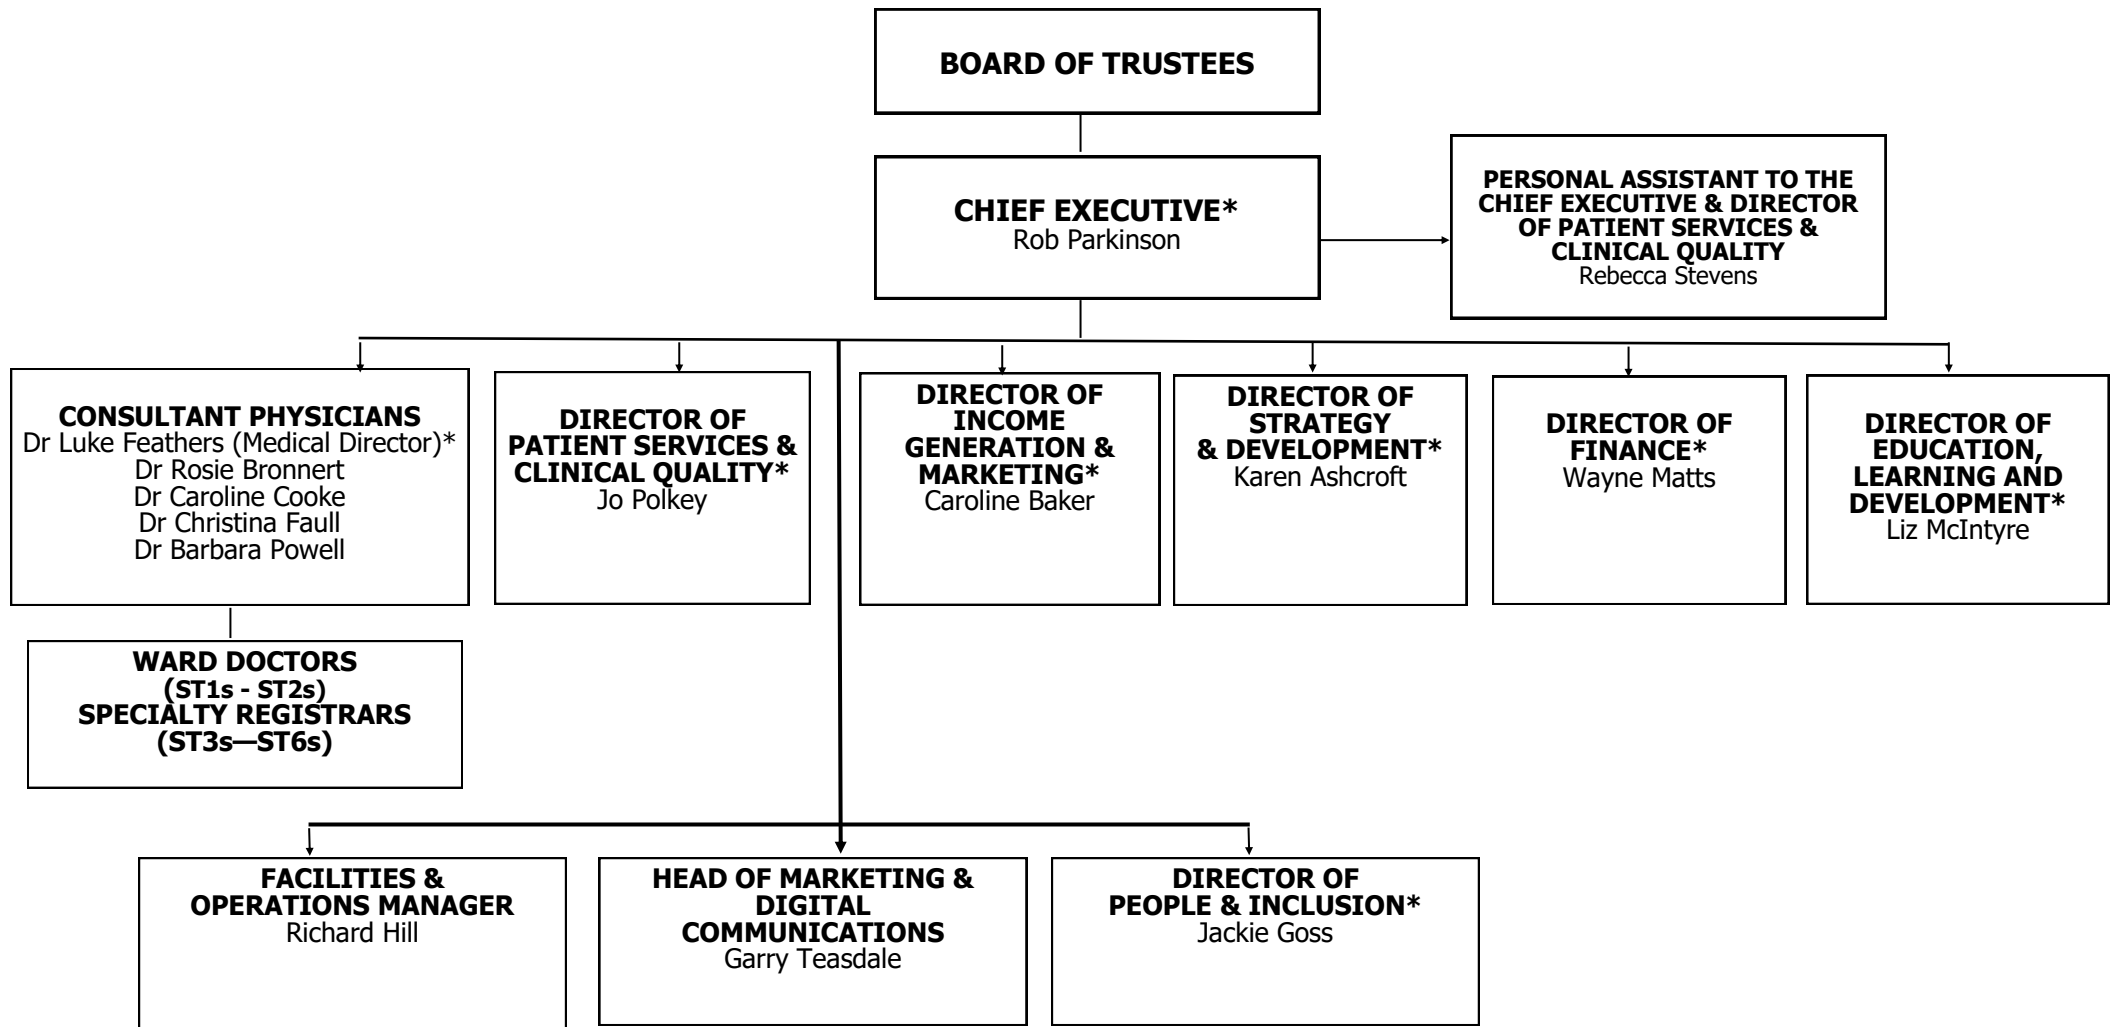 BOARD OF TRUSTEES
CHIEF EXECUTIVE*
Rob Parkinson
PERSONAL ASSISTANT TO THE
CHIEF EXECUTIVE & DIRECTOR
OF PATIENT SERVICES &
CLINICAL QUALITY
Rebecca Stevens
CONSULTANT PHYSICIANS
Dr Luke Feathers (Medical Director)*
Dr Rosie Bronnert
Dr Caroline Cooke
Dr Christina Faull
Dr Barbara Powell
DIRECTOR OF
PATIENT SERVICES &
CLINICAL QUALITY*
Jo Polkey
DIRECTOR OF
INCOME
GENERATION &
MARKETING*
Caroline Baker
DIRECTOR OF
STRATEGY
& DEVELOPMENT*
Karen Ashcroft
DIRECTOR OF
FINANCE*
Wayne Matts
DIRECTOR OF
EDUCATION,
LEARNING AND
DEVELOPMENT*
Liz McIntyre
WARD DOCTORS
(ST1s - ST2s)
SPECIALTY REGISTRARS
(ST3s—ST6s)
FACILITIES &
OPERATIONS MANAGER
Richard Hill
HEAD OF MARKETING &
DIGITAL
COMMUNICATIONS
Garry Teasdale
DIRECTOR OF
PEOPLE & INCLUSION*
Jackie Goss